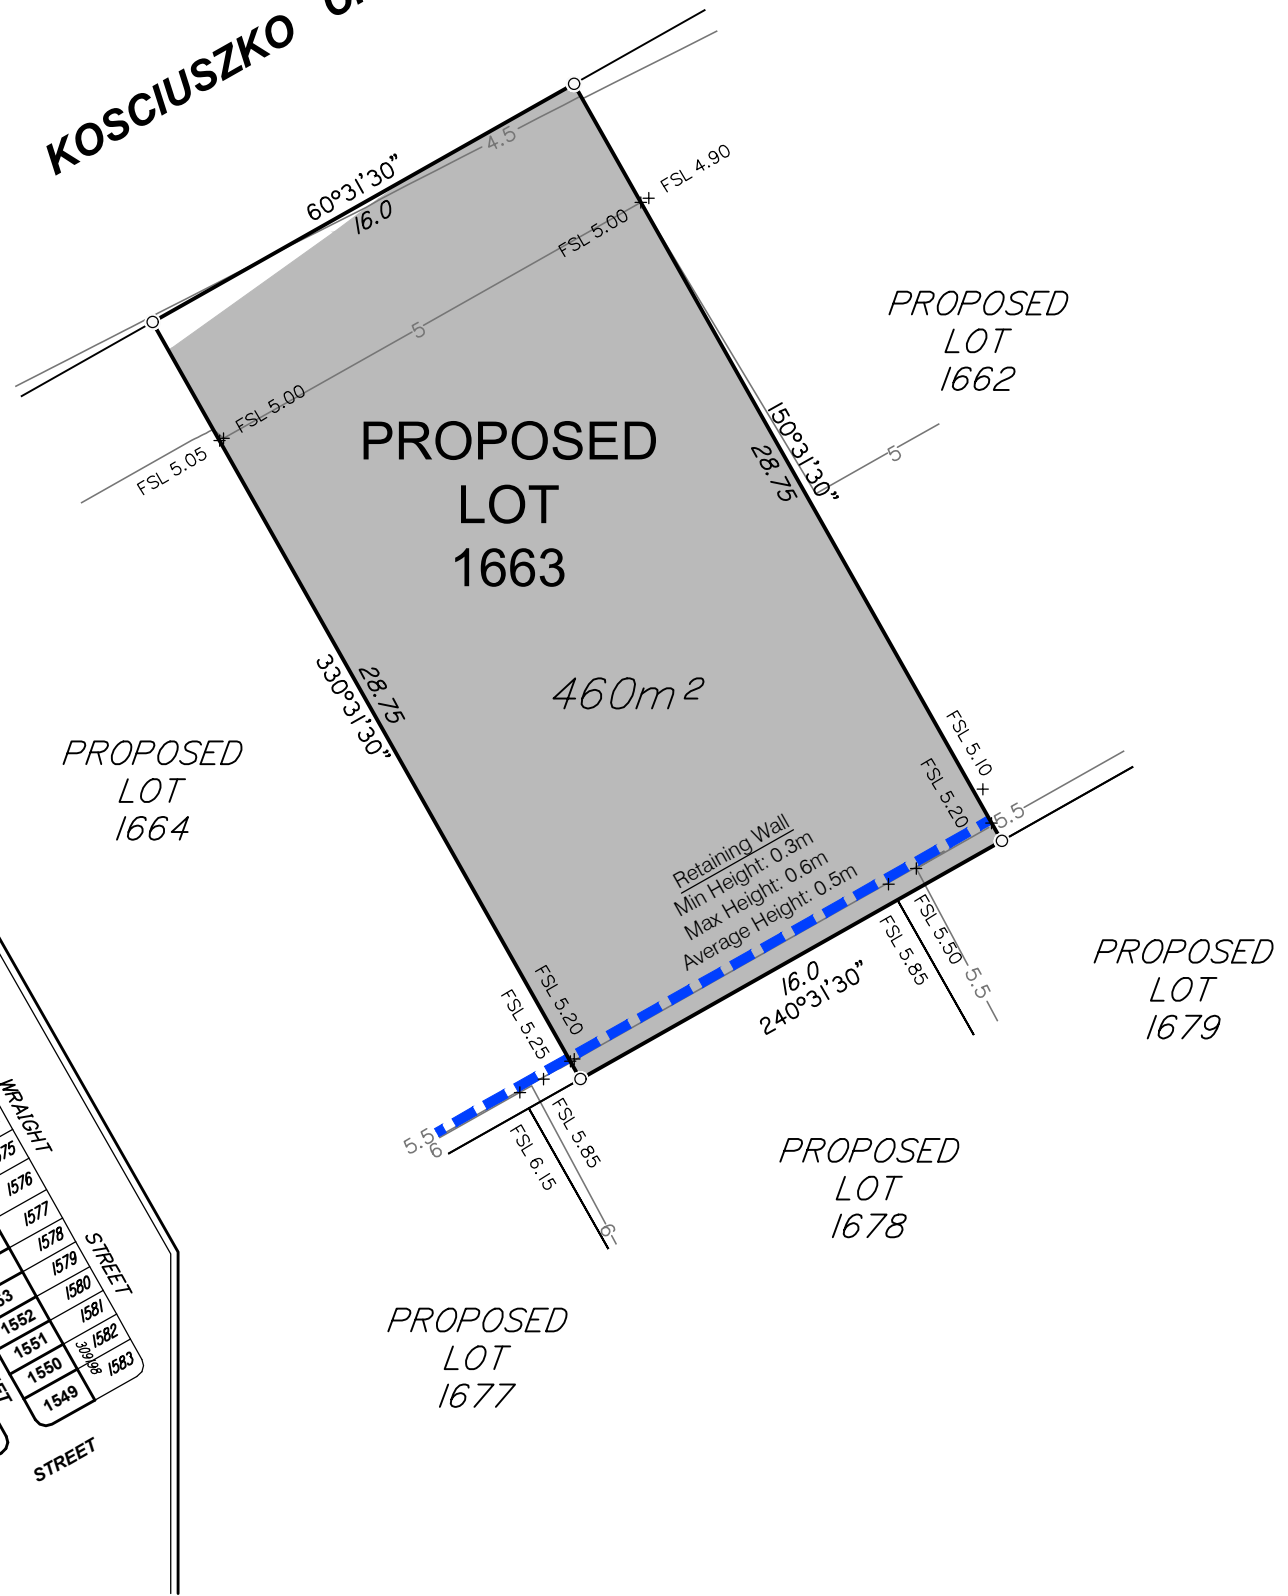 KOSCIUSZKO
60°31'30"
16.0
4.5
FSL 4.90
FSL 5.00
5
FSL 5.00
FSL 5.05
PROPOSED
LOT
1662
5
150°31'30"
28.75
PROPOSED
LOT
1663
460m²
330°31'30"
28.75
PROPOSED
LOT
1664
FSL 5.10
FSL 5.20
5.5
Retaining Wall
Min Height: 0.3m
Max Height: 0.6m
Average Height: 0.5m
16.0
240°31'30"
FSL 5.50
FSL 5.85
5.5
PROPOSED
LOT
1679
FSL 5.20
FSL 5.25
5.5
6
FSL 5.85
FSL 6.15
6
PROPOSED
LOT
1678
PROPOSED
LOT
1677
WRAIGHT
STREET
1576
1577
1578
1579
1580
1581
1582
1583
1552
1551
1550
1549
309198
STREET